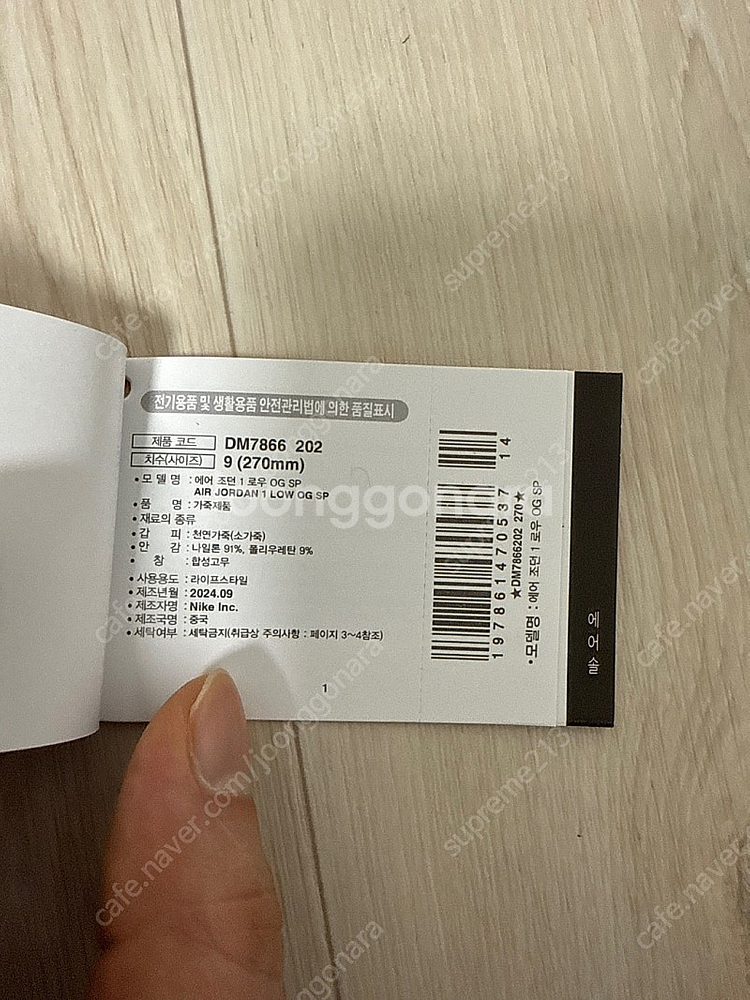 전기용품 및 생활용품 안전관리법에 의한 품질표시
제품 코드 DM7866 202
치수(사이즈) 9 (270mm)
• 모 델 명 : 에어 조던 1 로우 OG SP
AIR JORDAN 1 LOW OG SP
• 품 명 : 가죽제품
• 재료의 종류
• 갑 피 : 천연가죽(소가죽)
• 안 감 : 나일론 91%, 폴리우레탄 9%
• 창 : 합성고무
• 사용용도 : 라이프스타일
• 제조년월 : 2024.09
• 제조자명 : Nike Inc.
• 제조국명 : 중국
• 세탁여부 : 세탁금지(취급상 주의사항 : 페이지 3~4참조)
1
197861470537 14
★DM7866202 270★
• 모델명 : 에어 조던 1 로우 OG SP
에어솔
joonggonara
cafe.naver.com/joonggonara
supreme213